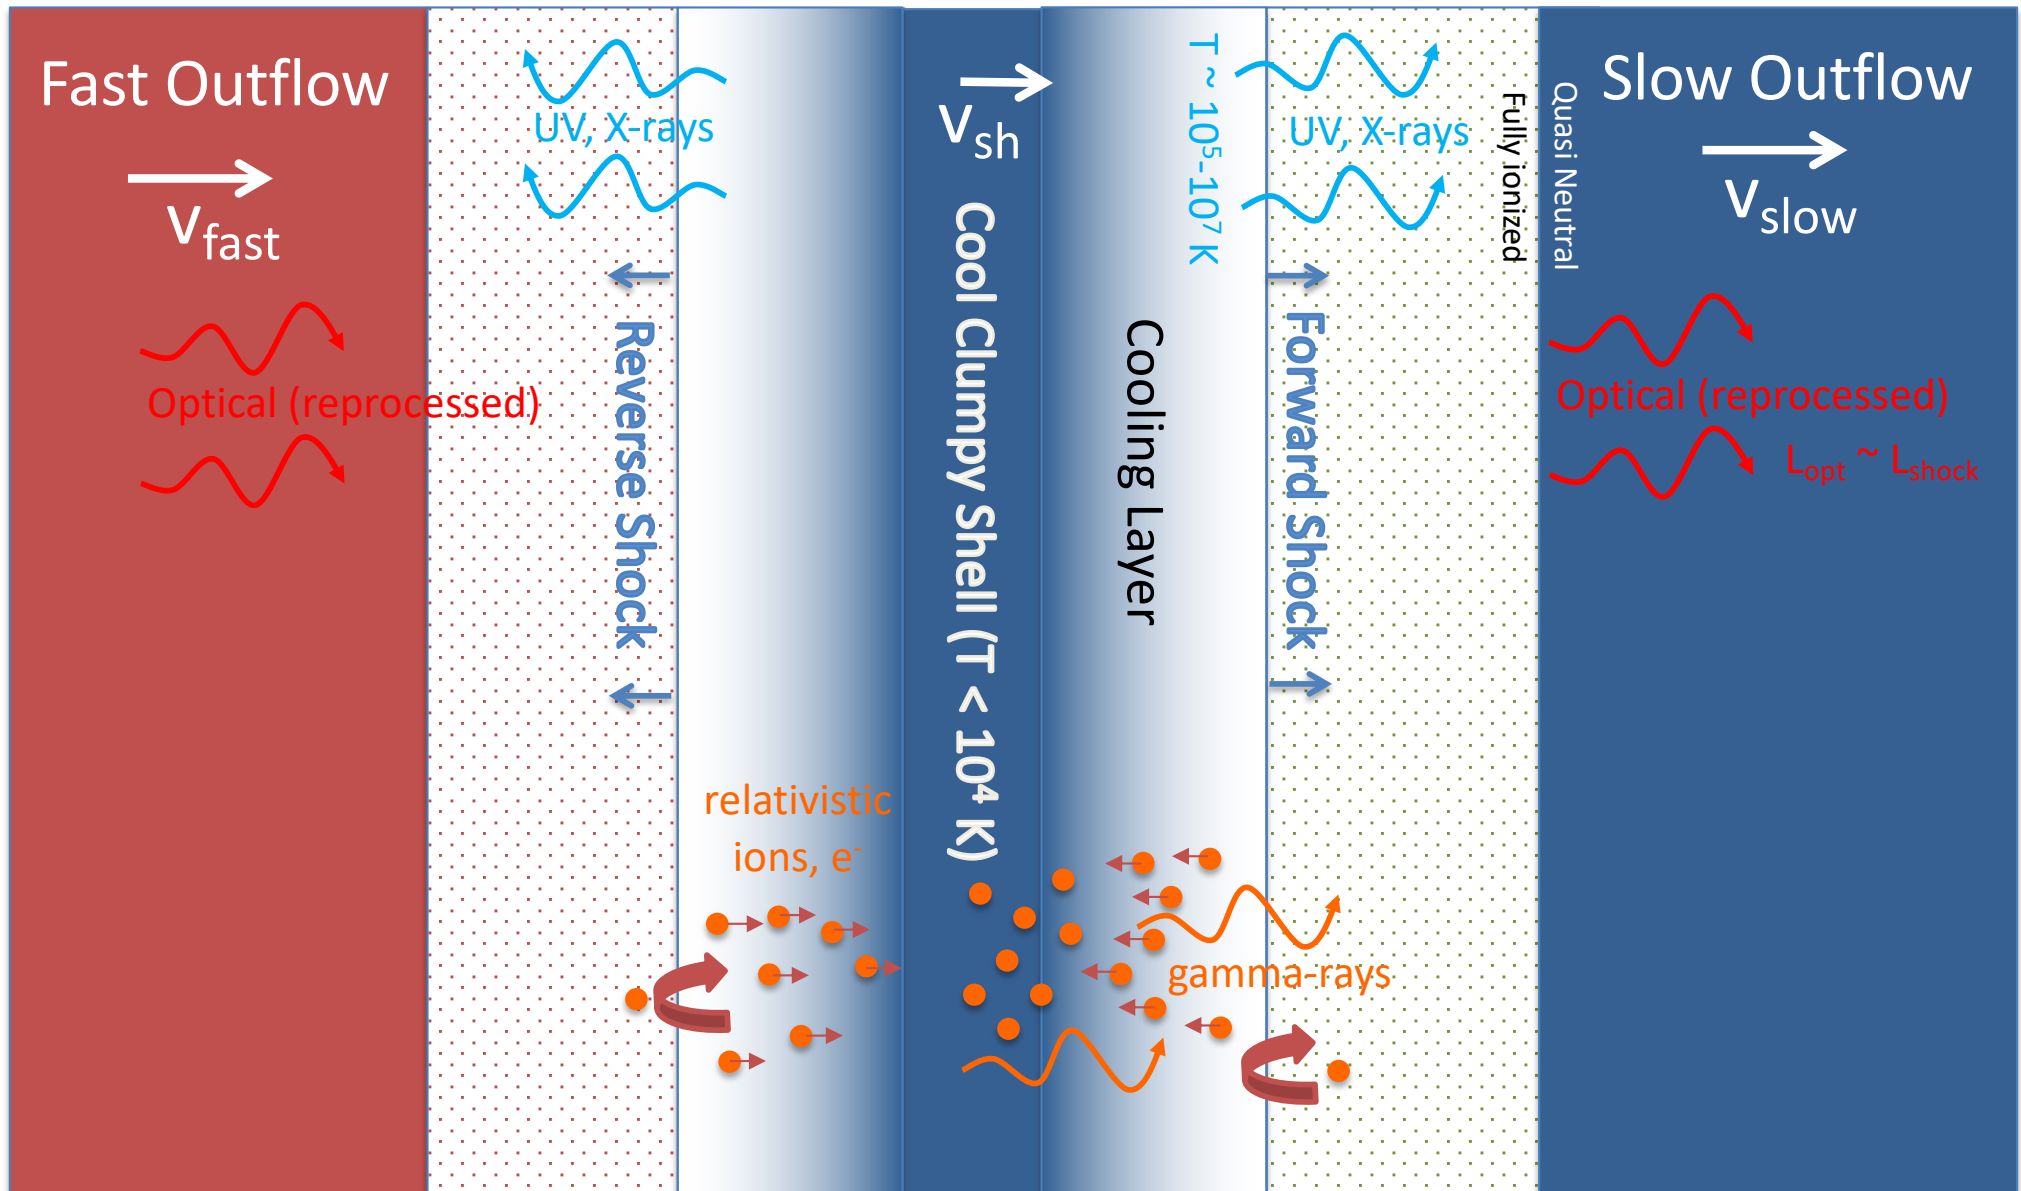 Fast Outflow
v_fast
Optical (reprocessed)
UV, X-rays
Reverse Shock
relativistic
ions, e⁻
v_sh
Cool Clumpy Shell (T < 10⁴ K)
T ~ 10⁵-10⁷ K
Cooling Layer
gamma-rays
UV, X-rays
Forward Shock
Fully ionized
Quasi Neutral
Slow Outflow
v_slow
Optical (reprocessed)
L_opt ~ L_shock